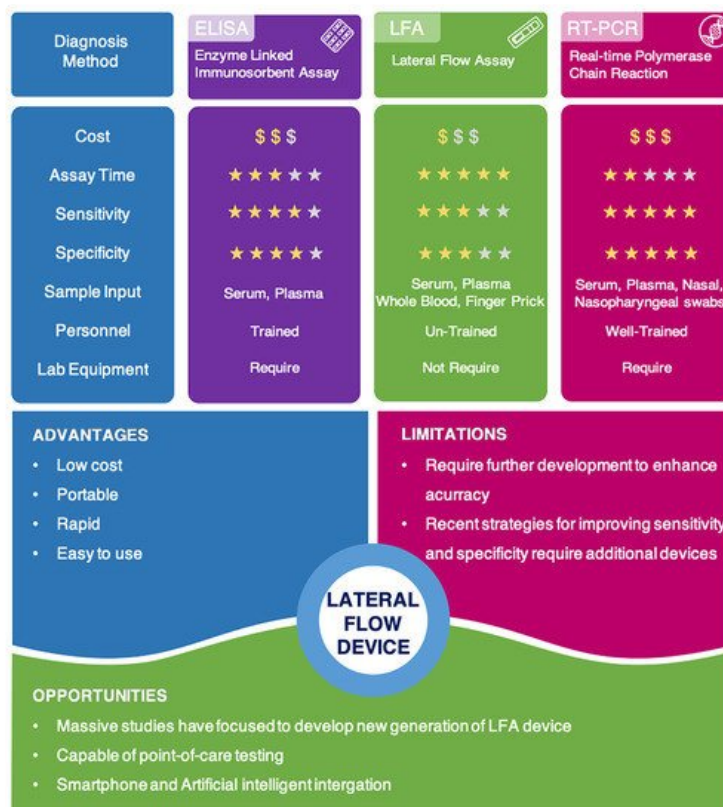 Diagnosis
Method
ELISA
Enzyme Linked
Immunosorbent Assay
LFA
Lateral Flow Assay
RT-PCR
Real-time Polymerase
Chain Reaction
Cost
$ $ $
$ $ $
$ $ $
Assay Time
★ ★ ★ ★ ★
★ ★ ★ ★ ★
★ ★ ★ ★ ★
Sensitivity
★ ★ ★ ★ ★
★ ★ ★ ★ ★
★ ★ ★ ★ ★
Specificity
★ ★ ★ ★ ★
★ ★ ★ ★ ★
★ ★ ★ ★ ★
Sample Input
Serum, Plasma
Serum, Plasma
Whole Blood, Finger Prick
Serum, Plasma, Nasal,
Nasopharyngeal swabs
Personnel
Trained
Un-Trained
Well-Trained
Lab Equipment
Require
Not Require
Require
ADVANTAGES
• Low cost
• Portable
• Rapid
• Easy to use
LIMITATIONS
• Require further development to enhance
acurracy
• Recent strategies for improving sensitivity
and specificity require additional devices
LATERAL
FLOW
DEVICE
OPPORTUNITIES
• Massive studies have focused to develop new generation of LFA device
• Capable of point-of-care testing
• Smartphone and Artificial intelligent intergation